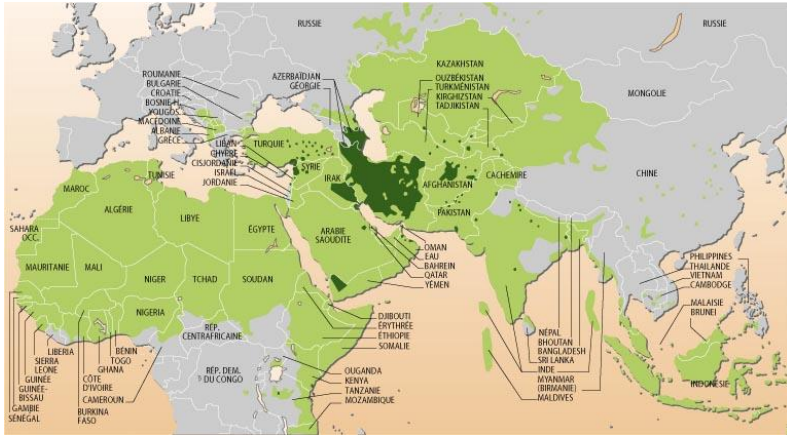 RUSSIE
RUSSIE
KAZAKHSTAN
ROUMANIE
BULGARIE
CROATIE
BOSNIE-H.
YOUGOS.
MACÉDOINE
ALBANIE
GRÈCE
AZERBAÏDJAN
GÉORGIE
OUZBÉKISTAN
TURKMÉNISTAN
KIRGHIZSTAN
TADJIKISTAN
MONGOLIE
LIBAN
CHYPRE
CISJORDANIE
ISRAËL
JORDANIE
TURQUIE
SYRIE
IRAK
AFGHANISTAN
CACHEMIRE
CHINE
PAKISTAN
TUNISIE
MAROC
ALGÉRIE
LIBYE
ÉGYPTE
ARABIE
SAOUDITE
SAHARA
OCC.
MAURITANIE
MALI
NIGER
TCHAD
SOUDAN
OMAN
EAU
BAHREIN
QATAR
YÉMEN
PHILIPPINES
THAILANDE
VIETNAM
CAMBODGE
MALAISIE
BRUNEI
NIGERIA
RÉP.
CENTRAFRICAINE
DJIBOUTI
ÉRYTHRÉE
ÉTHIOPIE
SOMALIE
LIBERIA
SIERRA
LEONE
GUINÉE
GUINÉE-
BISSAU
GAMBIE
SÉNÉGAL
BÉNIN
TOGO
GHANA
CÔTE
D'IVOIRE
CAMEROUN
BURKINA
FASO
RÉP. DEM.
DU CONGO
OUGANDA
KENYA
TANZANIE
MOZAMBIQUE
NÉPAL
BHOUTAN
BANGLADESH
SRI LANKA
INDE
MYANMAR
(BIRMANIE)
MALDIVES
INDONÉSIE